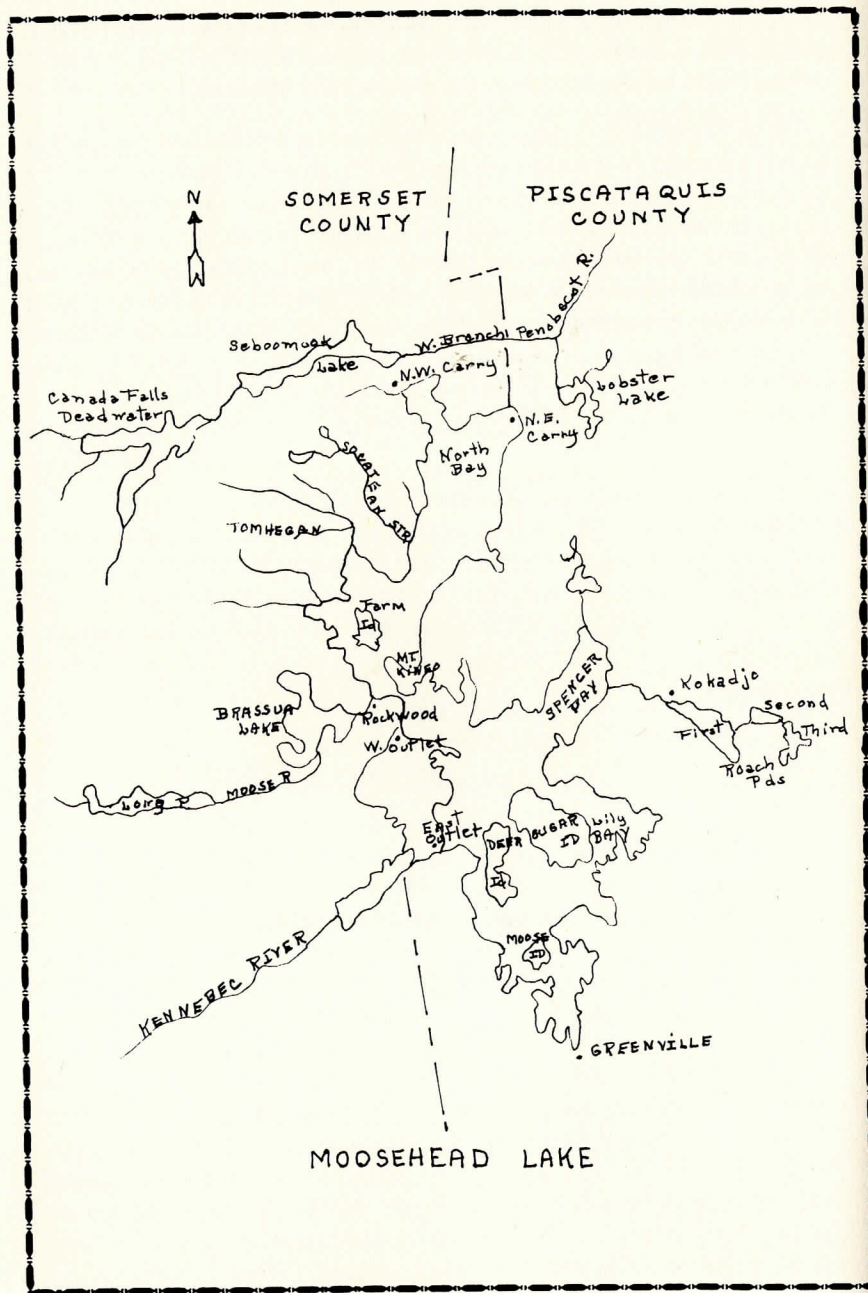 N
SOMERSET
COUNTY
PISCATAQUIS
COUNTY
Seboomook
Lake
W. Branch Penobscot R.
N.W. Carry
Canada Falls
Deadwater
Lobster
Lake
N.E.
Carry
North
Bay
SOCATEAN STR.
TOMHEGAN
Farm
Id
MT.
KINEO
SPENCER
BAY
Kokadjo
BRASSUA
LAKE
Rockwood
W. Outlet
First
Second
Third
Roach
Pds
Long P.
MOOSE R
East
Outlet
DEER
Id
SUGAR
ID
Lily
BAY
MOOSE
ID
KENNEBEC RIVER
GREENVILLE
MOOSEHEAD LAKE